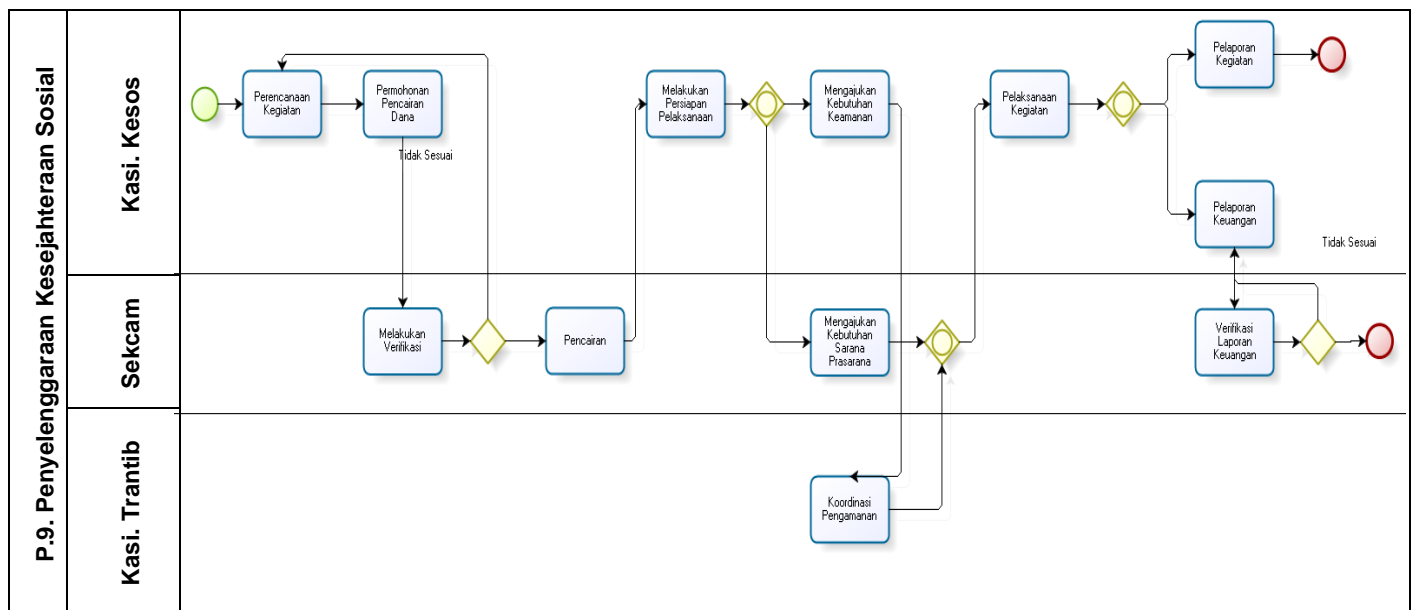 P.9. Penyelenggaraan Kesejahteraan Sosial
Kasi. Kesos
Perencanaan
Kegiatan
Permohonan
Pencairan
Dana
Tidak Sesuai
Melakukan
Persiapan
Pelaksanaan
Mengajukan
Kebutuhan
Keamanan
Pelaksanaan
Kegiatan
Pelaporan
Kegiatan
Pelaporan
Keuangan
Tidak Sesuai
Sekcam
Melakukan
Verifikasi
Pencairan
Mengajukan
Kebutuhan
Sarana
Prasarana
Verifikasi
Laporan
Keuangan
Kasi. Trantib
Koordinasi
Pengamanan